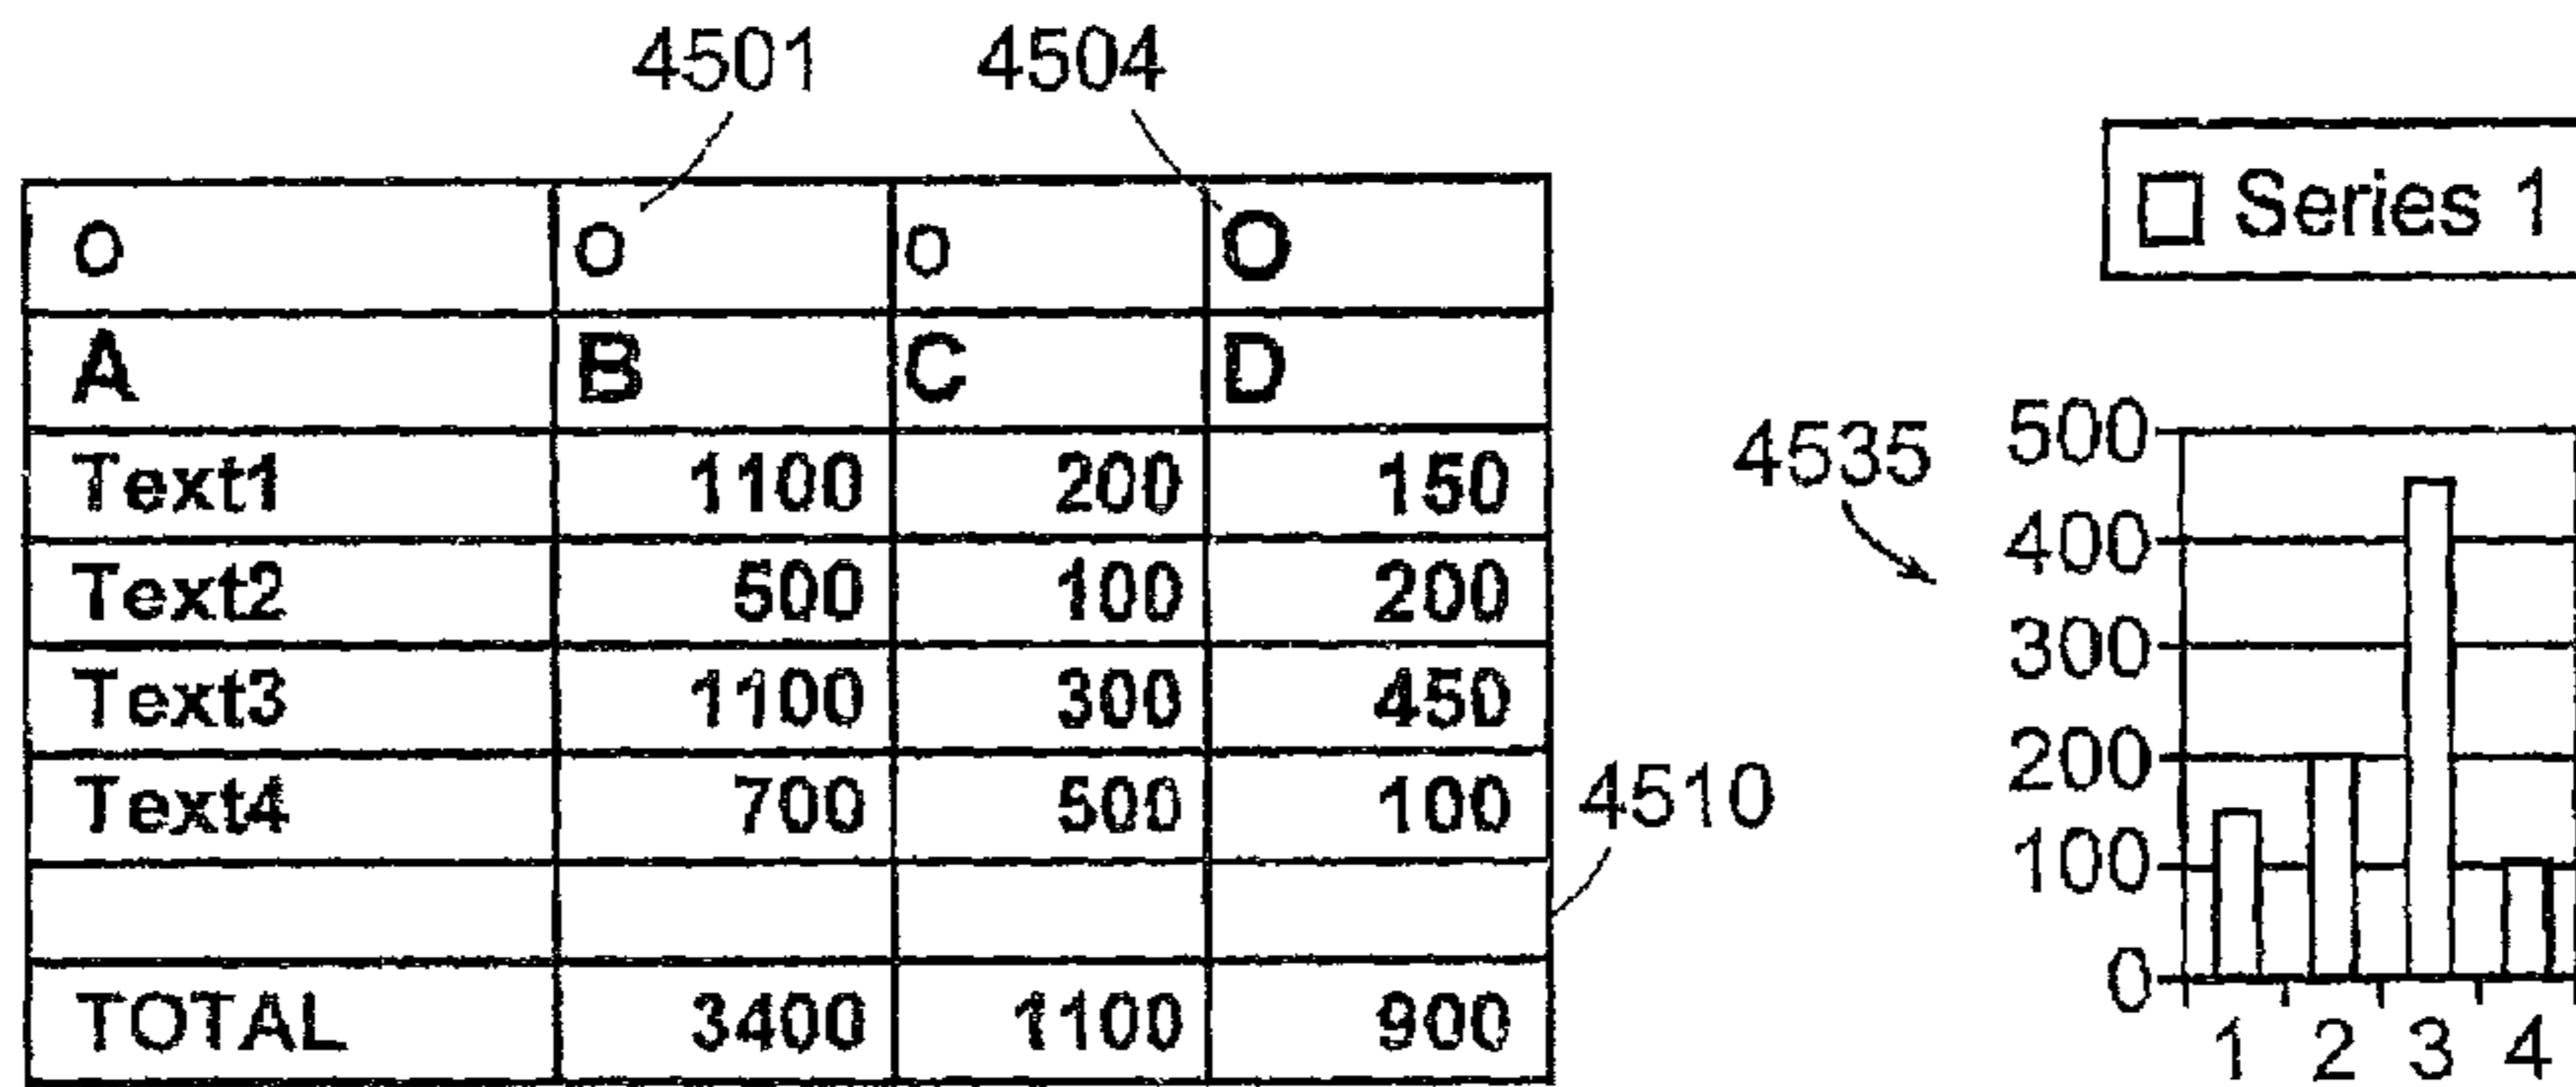 4501 4504
o o o O
A B C D
Text1 1100 200 150
Text2 500 100 200
Text3 1100 300 450
Text4 700 500 100
TOTAL 3400 1100 900
4510
Series 1
4535
500
400
300
200
100
0
1 2 3 4